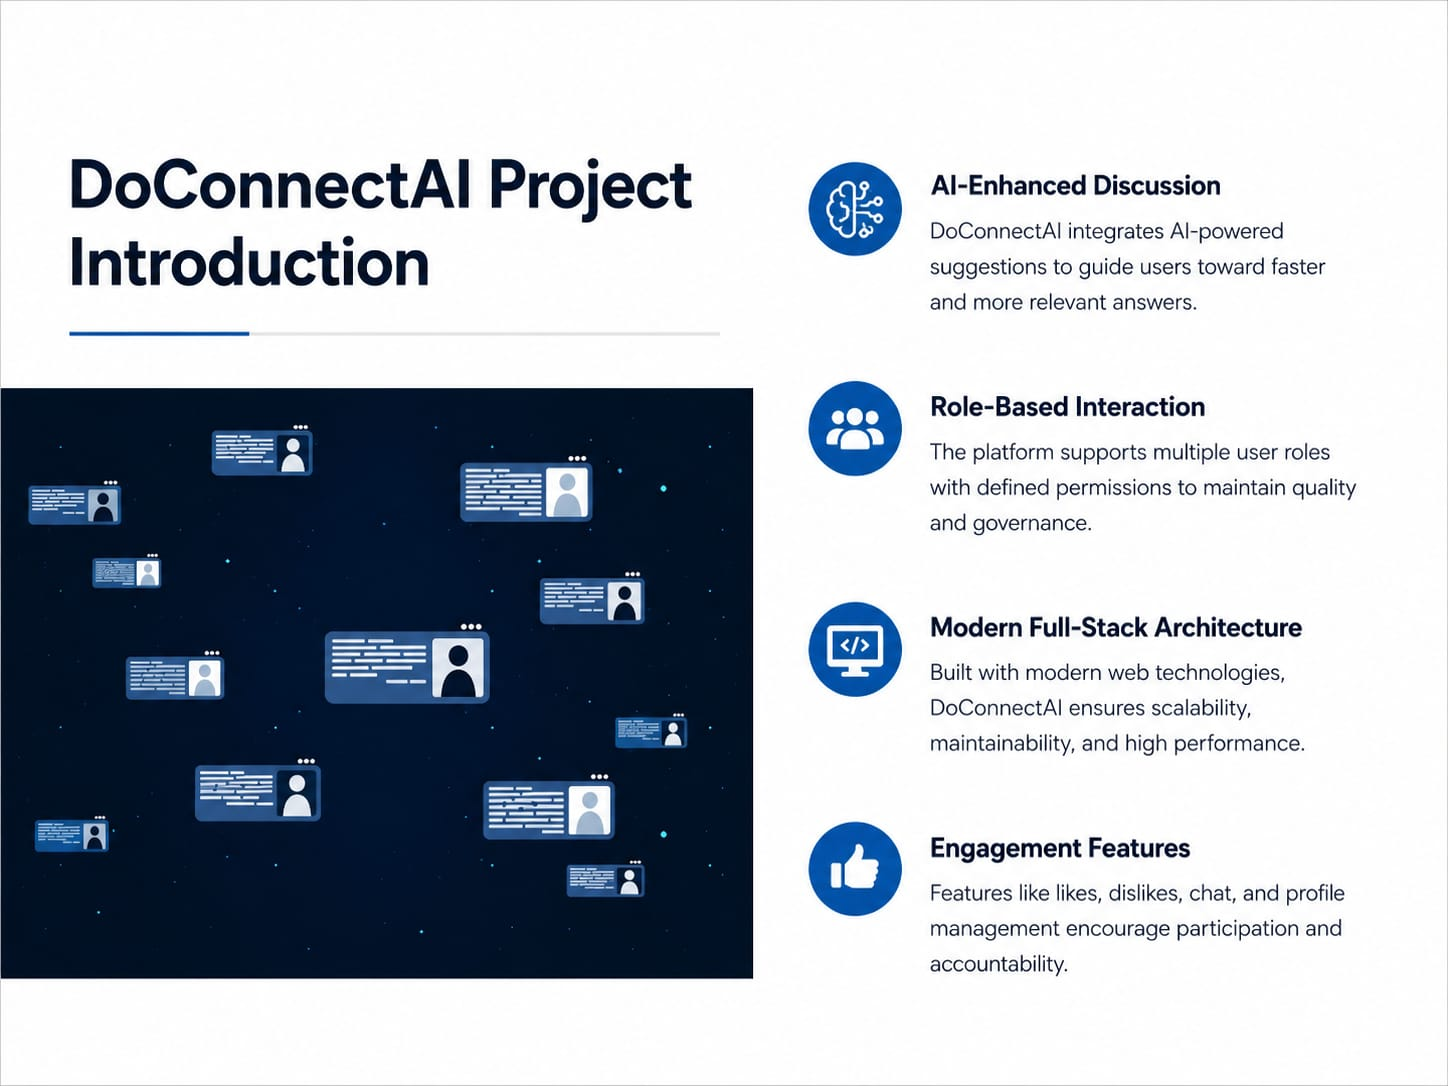 DoConnectAI Project
Introduction
AI-Enhanced Discussion
DoConnectAI integrates AI-powered
suggestions to guide users toward faster
and more relevant answers.
Role-Based Interaction
The platform supports multiple user roles
with defined permissions to maintain quality
and governance.
Modern Full-Stack Architecture
Built with modern web technologies,
DoConnectAI ensures scalability,
maintainability, and high performance.
Engagement Features
Features like likes, dislikes, chat, and profile
management encourage participation and
accountability.